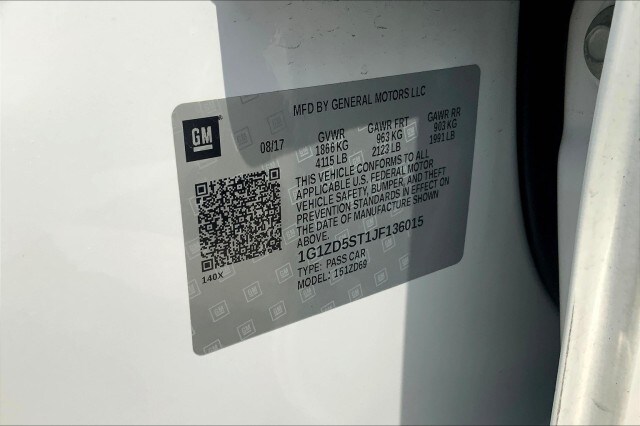 MFD BY GENERAL MOTORS LLC
GM
08/17
GVWR GAWR FRT GAWR RR
1866 KG 963 KG 903 KG
4115 LB 2123 LB 1991 LB
THIS VEHICLE CONFORMS TO ALL
APPLICABLE U.S. FEDERAL MOTOR
VEHICLE SAFETY, BUMPER, AND THEFT
PREVENTION STANDARDS IN EFFECT ON
THE DATE OF MANUFACTURE SHOWN
ABOVE.
1G1ZD5ST1JF136015
TYPE: PASS CAR
MODEL: 1512D69
140X